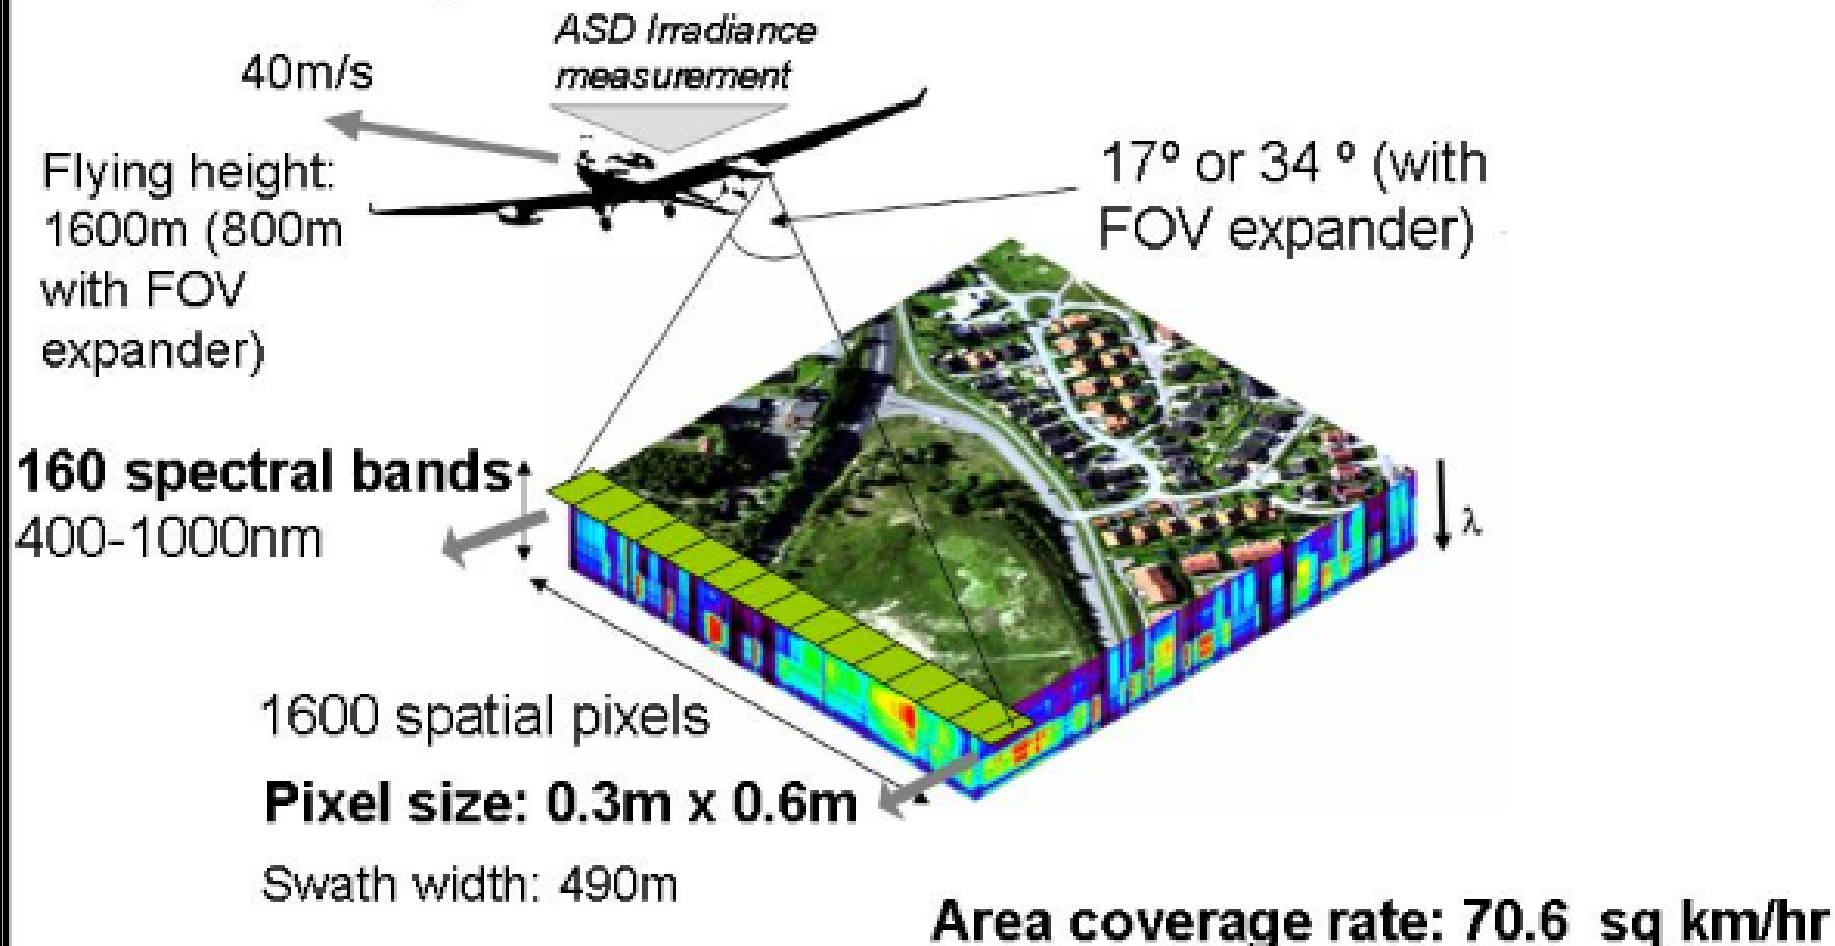 ASD Irradiance
measurement
40m/s
Flying height:
1600m (800m
with FOV
expander)
17º or 34 º (with
FOV expander)
160 spectral bands
400-1000nm
λ
1600 spatial pixels
Pixel size: 0.3m x 0.6m
Swath width: 490m
Area coverage rate: 70.6 sq km/hr